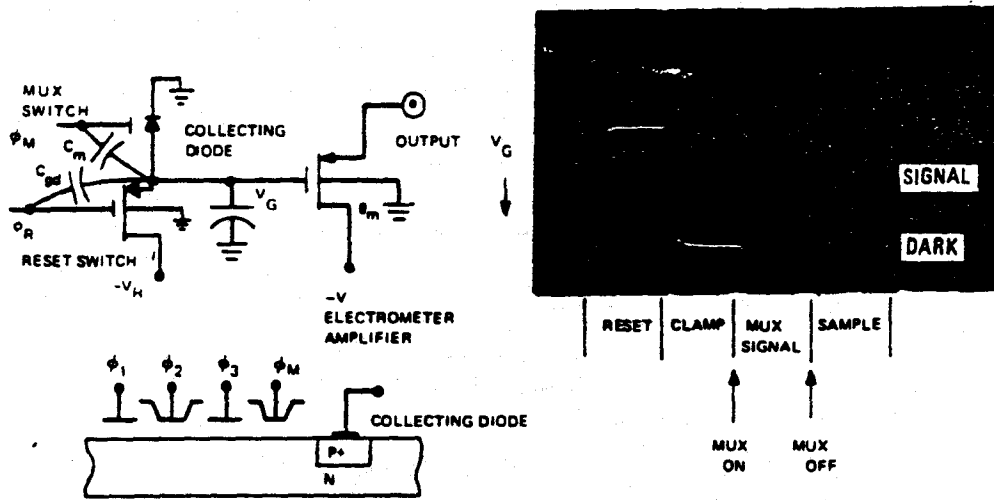 MUX
SWITCH
ϕM
Cm
Cgd
ϕR
RESET SWITCH
-VH
COLLECTING
DIODE
VG
gm
OUTPUT
-V
ELECTROMETER
AMPLIFIER
ϕ1 ϕ2 ϕ3 ϕM
COLLECTING DIODE
P+
N
VG
SIGNAL
DARK
RESET
CLAMP
MUX
SIGNAL
SAMPLE
MUX
ON
MUX
OFF